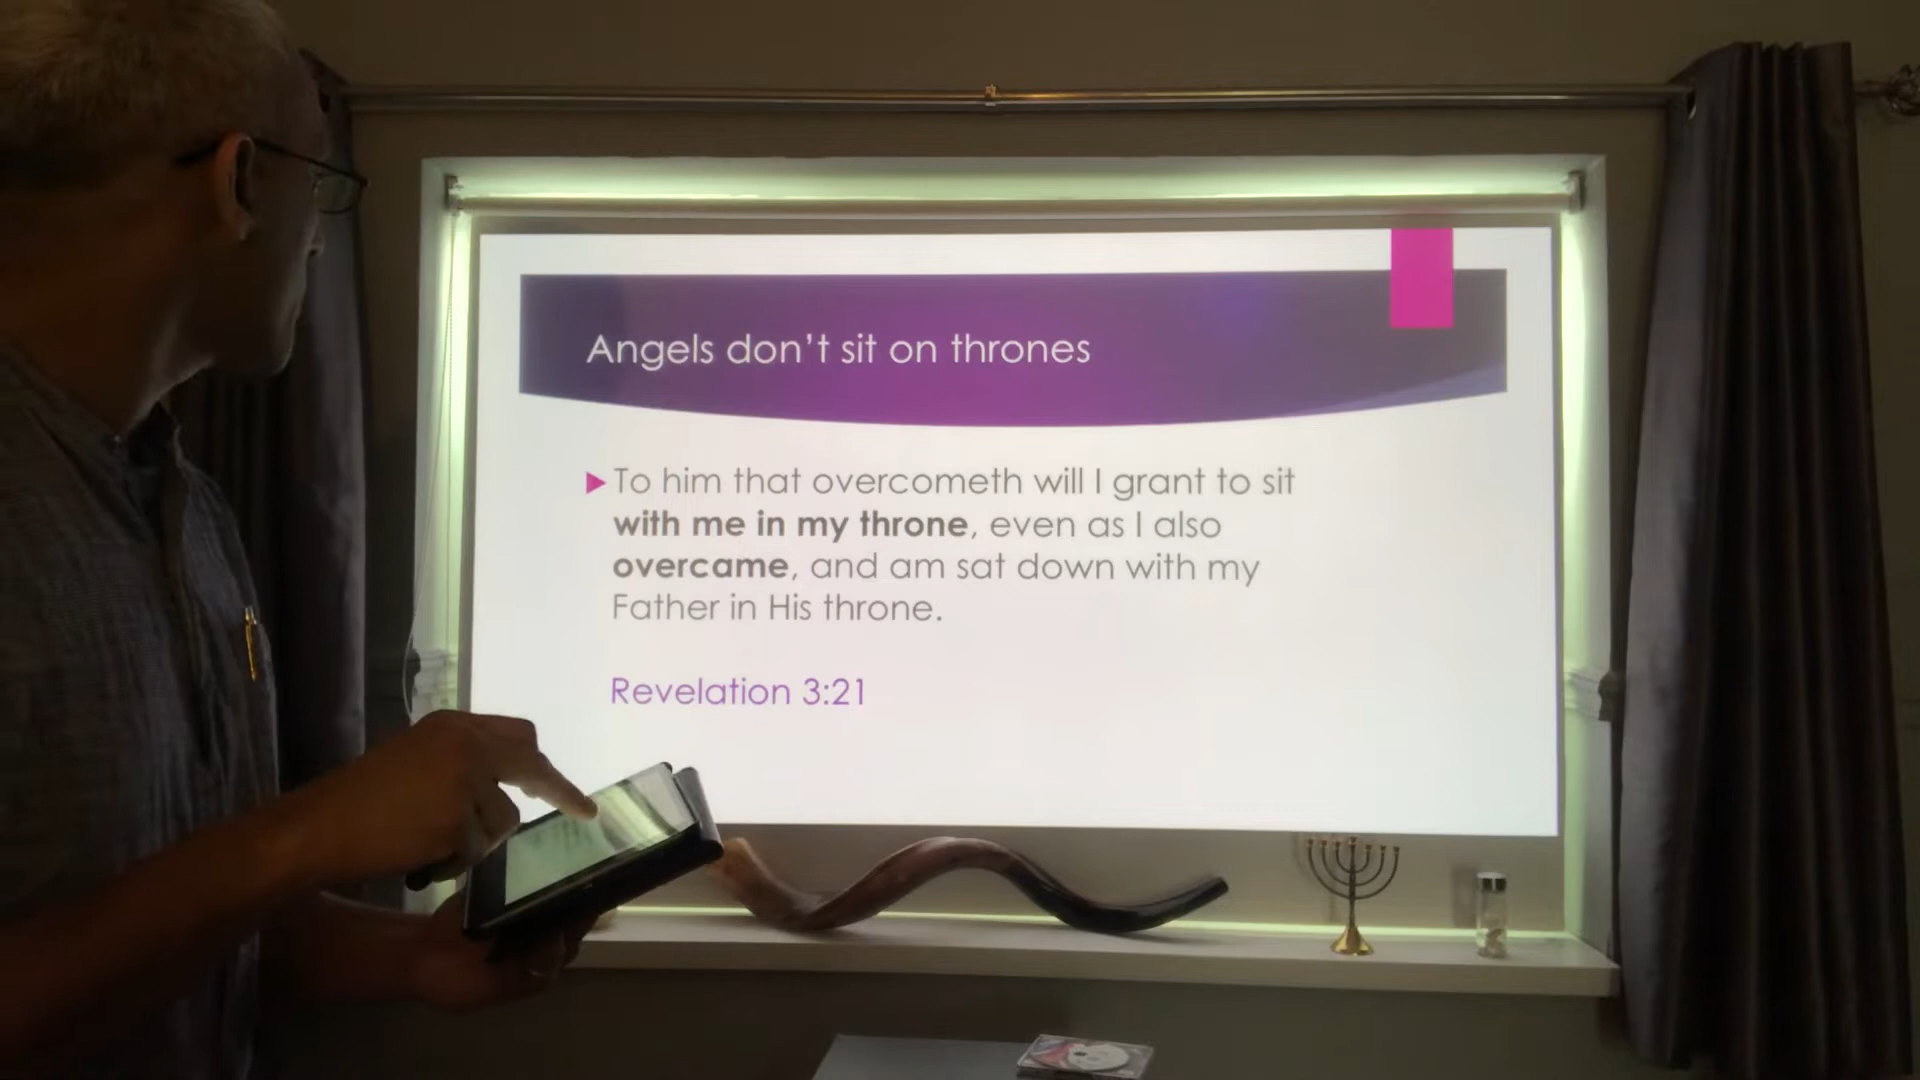 Angels don't sit on thrones
To him that overcometh will I grant to sit
with me in my throne, even as I also
overcame, and am sat down with my
Father in His throne.
Revelation 3:21